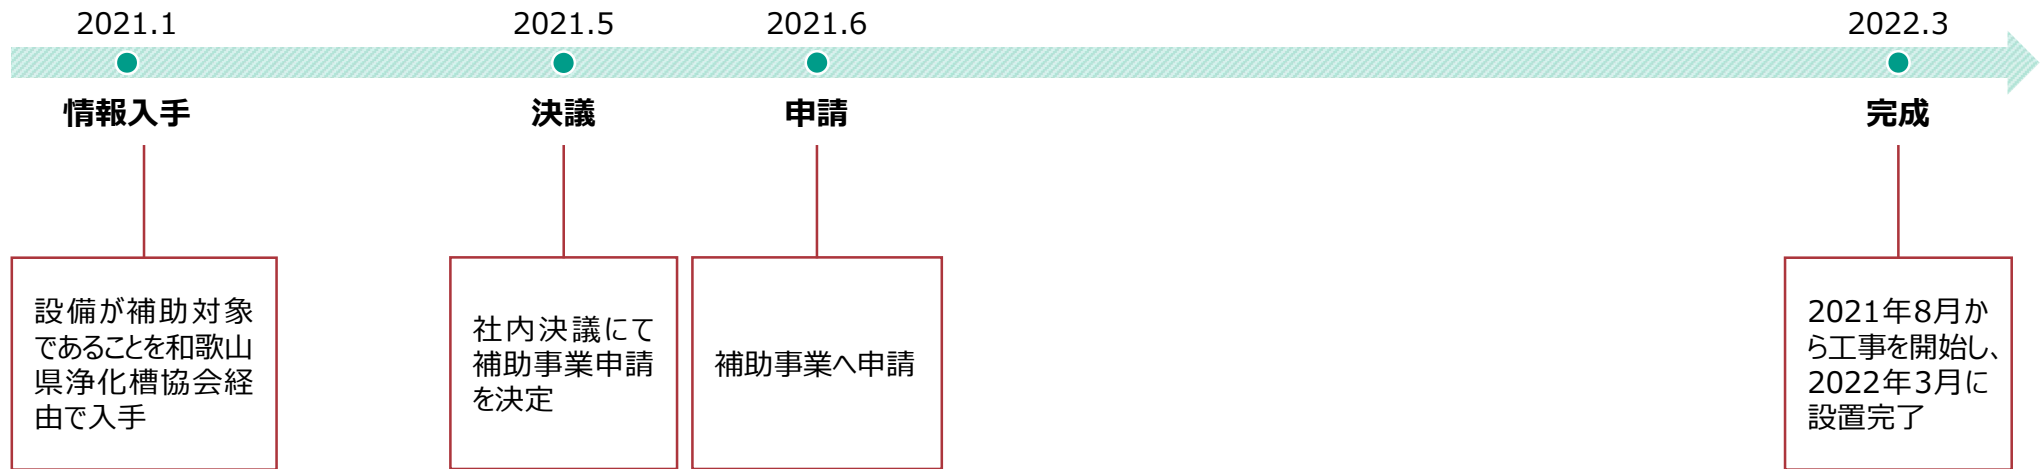 2021.1
2021.5
2021.6
2022.3
情報入手
決議
申請
完成
設備が補助対象
であることを和歌山
県浄化槽協会経
由で入手
社内決議にて
補助事業申請
を決定
補助事業へ申請
2021年8月か
ら工事を開始し、
2022年3月に
設置完了